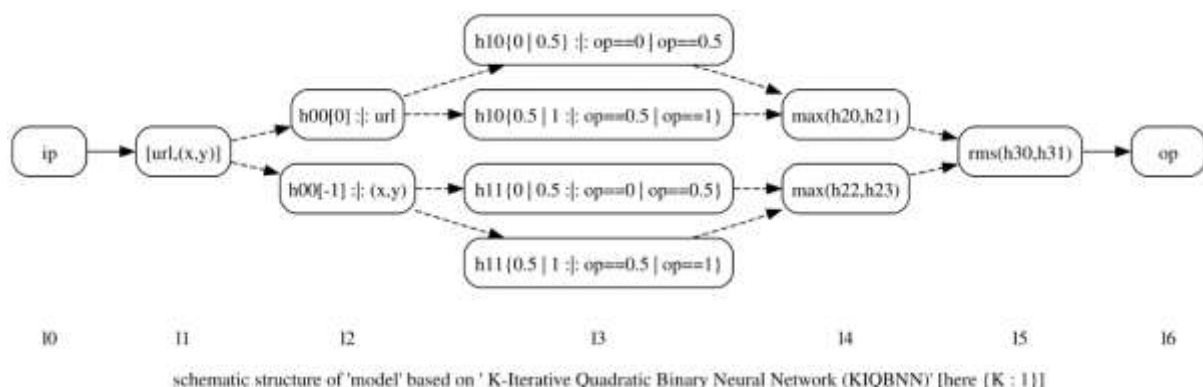 h10{0 | 0.5} :|: op==0 | op==0.5
h00[0] :|: url
h10{0.5 | 1 :|: op==0.5 | op==1}
max(h20,h21)
ip
[url,(x,y)]
rms(h30,h31)
op
h00[-1] :|: (x,y)
h11{0 | 0.5 :|: op==0 | op==0.5}
max(h22,h23)
h11{0.5 | 1 :|: op==0.5 | op==1}
l0 l1 l2 l3 l4 l5 l6
schematic structure of 'model' based on ' K-Iterative Quadratic Binary Neural Network (KIQBNN)' [here {K : 1}]